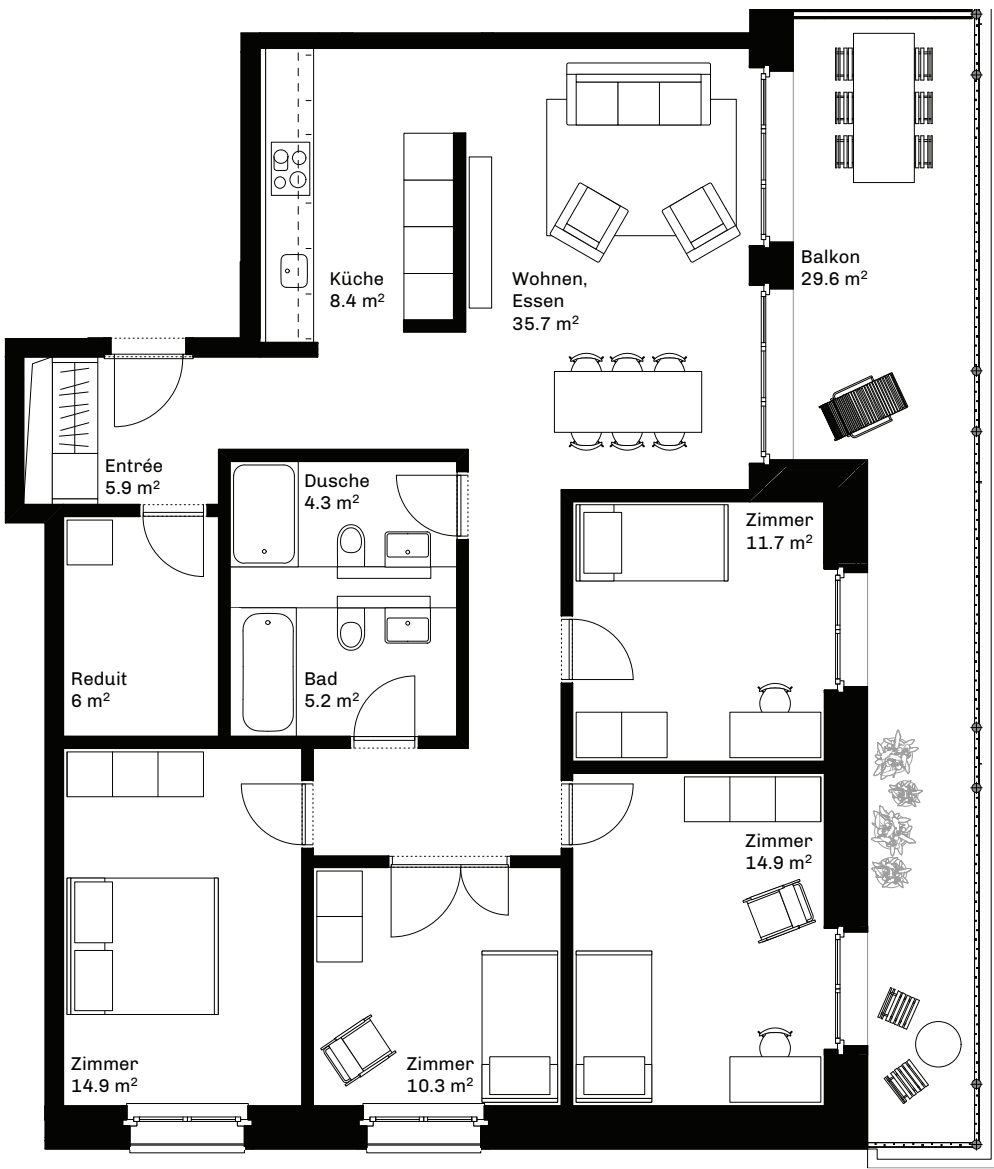 Küche
8.4 m²
Wohnen,
Essen
35.7 m²
Balkon
29.6 m²
Entrée
5.9 m²
Dusche
4.3 m²
Zimmer
11.7 m²
Reduit
6 m²
Bad
5.2 m²
Zimmer
14.9 m²
Zimmer
14.9 m²
Zimmer
10.3 m²